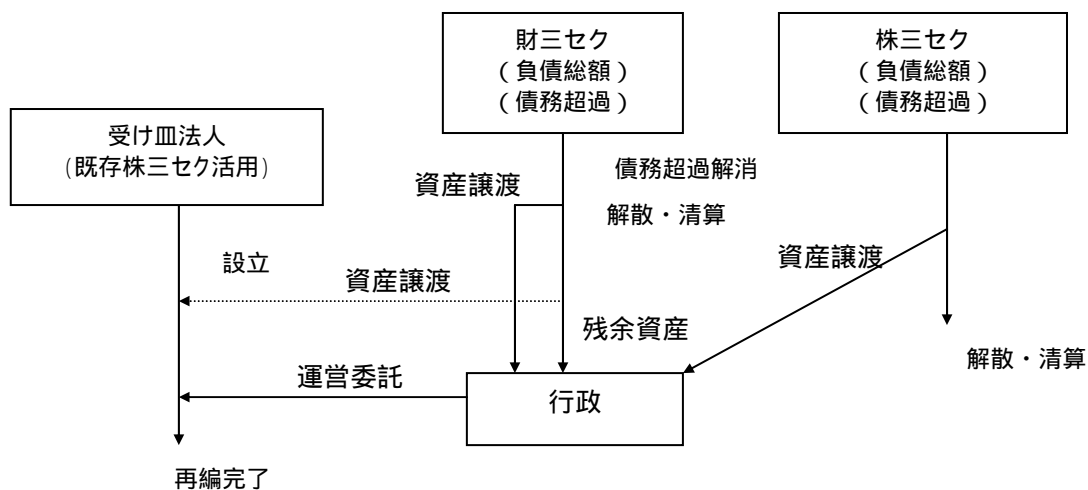 財三セク
（負債総額）
（債務超過）
株三セク
（負債総額）
（債務超過）
受け皿法人
(既存株三セク活用)
債務超過解消
資産譲渡
解散・清算
設立
資産譲渡
資産譲渡
残余資産
解散・清算
運営委託
行政
再編完了